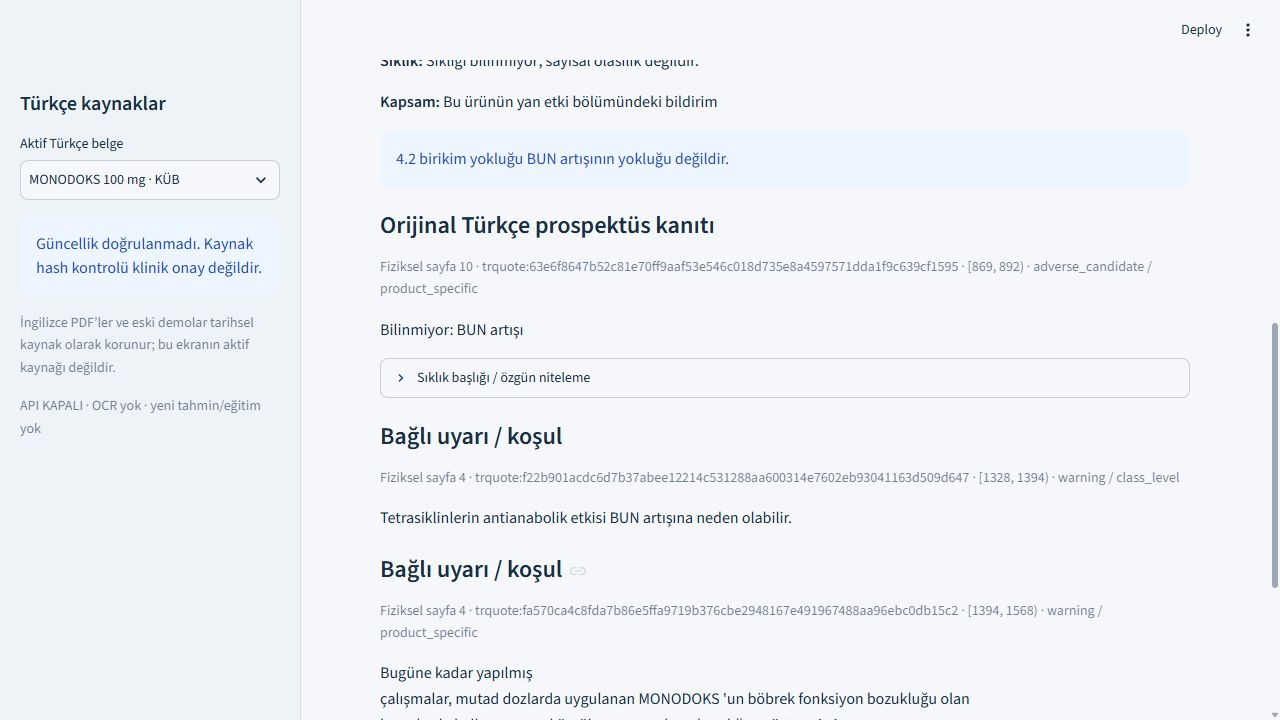 Deploy
Türkçe kaynaklar
Aktif Türkçe belge
MONODOKS 100 mg · KÜB
Güncellik doğrulanmadı. Kaynak
hash kontrolü klinik onay değildir.
İngilizce PDF'ler ve eski demolar tarihsel
kaynak olarak korunur; bu ekranın aktif
kaynağı değildir.
API KAPALI · OCR yok · yeni tahmin/eğitim
yok
Sıklık: Sıklığı bilinmiyor; sayısal olasılık değildir.
Kapsam: Bu ürünün yan etki bölümündeki bildirim
4.2 birikim yokluğu BUN artışının yokluğu değildir.
Orijinal Türkçe prospektüs kanıtı
Fiziksel sayfa 10 · trquote:63e6f8647b52c81e70ff9aaf53e546c018d735e8a4597571dda1f9c639cf1595 · [869, 892) · adverse_candidate /
product_specific
Bilinmiyor: BUN artışı
Sıklık başlığı / özgün niteleme
Bağlı uyarı / koşul
Fiziksel sayfa 4 · trquote:f22b901acdc6d7b37abee12214c531288aa600314e7602eb93041163d509d647 · [1328, 1394) · warning / class_level
Tetrasiklinlerin antianabolik etkisi BUN artışına neden olabilir.
Bağlı uyarı / koşul
Fiziksel sayfa 4 · trquote:fa570ca4c8fda7b86e5ffa9719b376cbe2948167e491967488aa96ebc0db15c2 · [1394, 1568) · warning /
product_specific
Bugüne kadar yapılmış
çalışmalar, mutad dozlarda uygulanan MONODOKS 'un böbrek fonksiyon bozukluğu olan